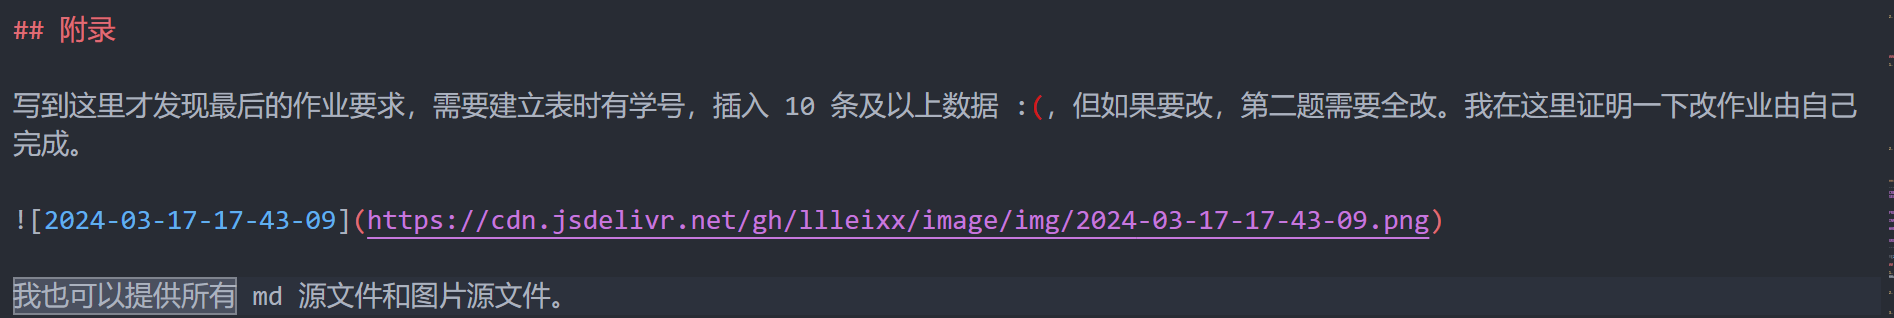 ## 附录
写到这里才发现最后的作业要求，需要建立表时有学号，插入 10 条及以上数据 :(，但如果要改，第二题需要全改。我在这里证明一下改作业由自己
完成。
![2024-03-17-17-43-09](https://cdn.jsdelivr.net/gh/llleixx/image/img/2024-03-17-17-43-09.png)
我也可以提供所有 md 源文件和图片源文件。